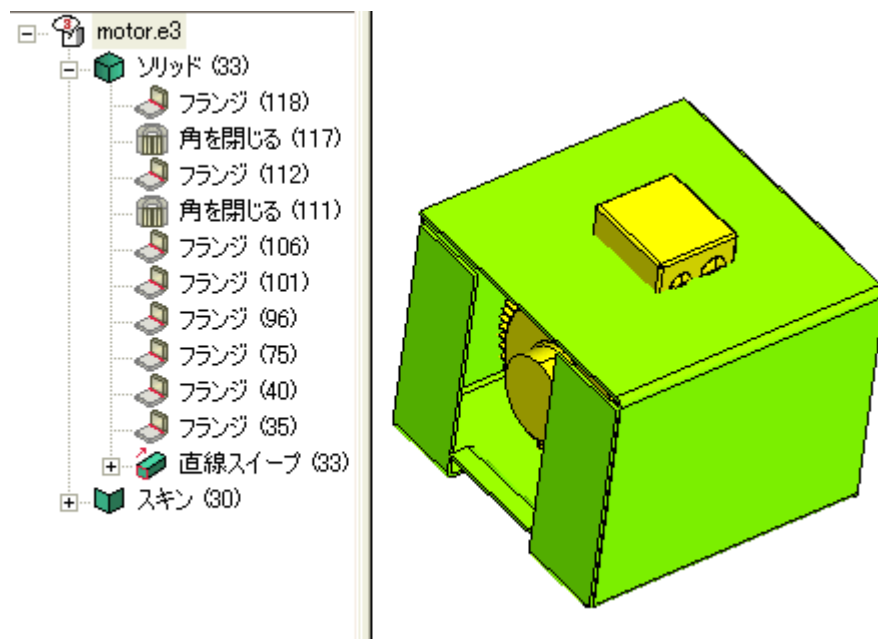 motor.e3
ソリッド (33)
フランジ (118)
角を閉じる (117)
フランジ (112)
角を閉じる (111)
フランジ (106)
フランジ (101)
フランジ (96)
フランジ (75)
フランジ (40)
フランジ (35)
直線スイープ (33)
スキン (30)